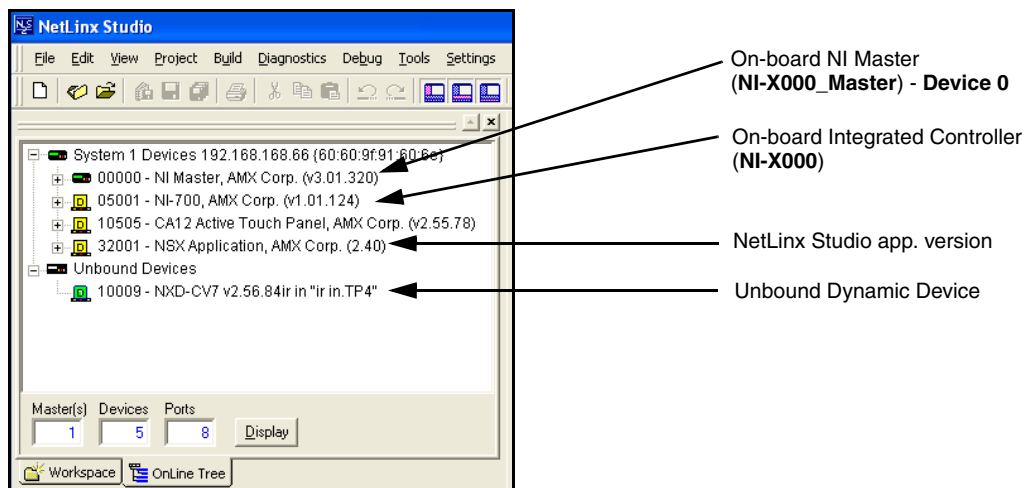 NetLinx Studio
File Edit View Project Build Diagnostics Debug Tools Settings
System 1 Devices 192.168.168.66 {60:60:9f:91:60:6e}
00000 - NI Master, AMX Corp. (v3.01.320)
05001 - NI-700, AMX Corp. (v1.01.124)
10505 - CA12 Active Touch Panel, AMX Corp. (v2.55.78)
32001 - NSX Application, AMX Corp. (2.40)
Unbound Devices
10009 - NXD-CV7 v2.56.84ir in "ir in.TP4"
Master(s) Devices Ports
1 5 8 Display
Workspace OnLine Tree
On-board NI Master
(NI-X000_Master) - Device 0
On-board Integrated Controller
(NI-X000)
NetLinx Studio app. version
Unbound Dynamic Device